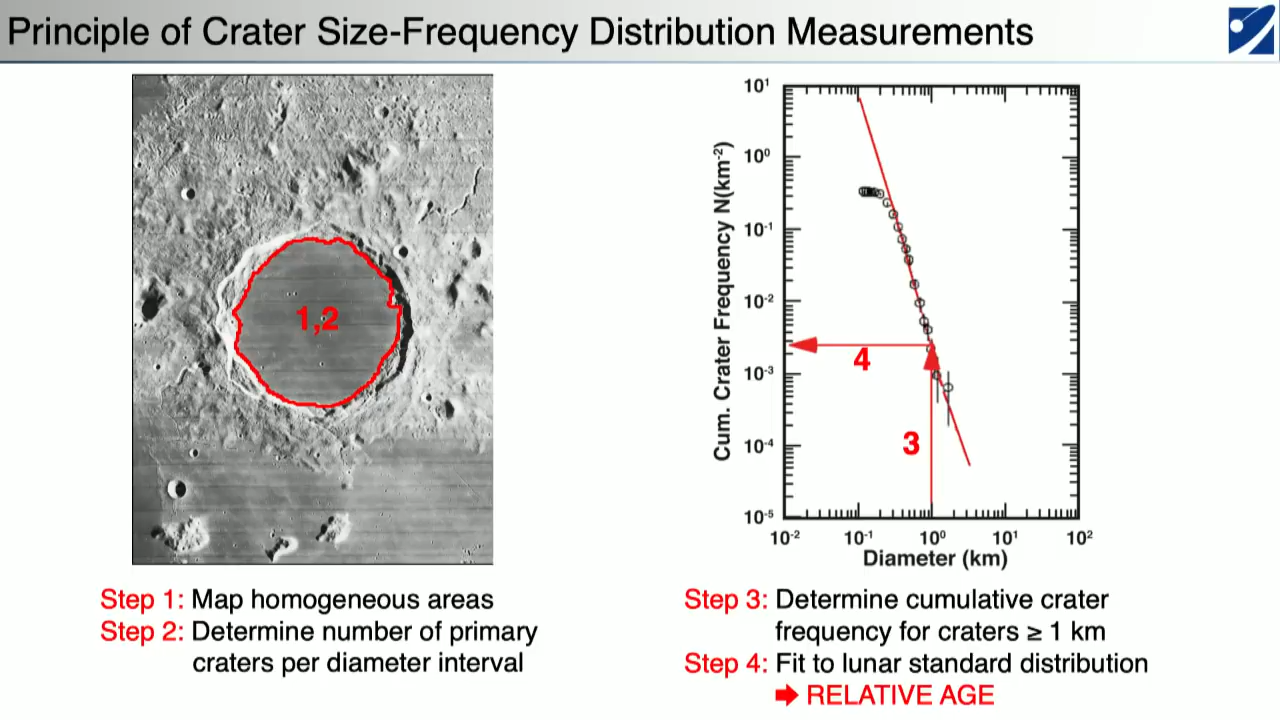 Principle of Crater Size-Frequency Distribution Measurements
1,2
Step 1: Map homogeneous areas
Step 2: Determine number of primary
craters per diameter interval
Cum. Crater Frequency N(km⁻²)
10¹
10⁰
10⁻¹
10⁻²
10⁻³
10⁻⁴
10⁻⁵
4
3
10⁻² 10⁻¹ 10⁰ 10¹ 10²
Diameter (km)
Step 3: Determine cumulative crater
frequency for craters ≥ 1 km
Step 4: Fit to lunar standard distribution
➡ RELATIVE AGE